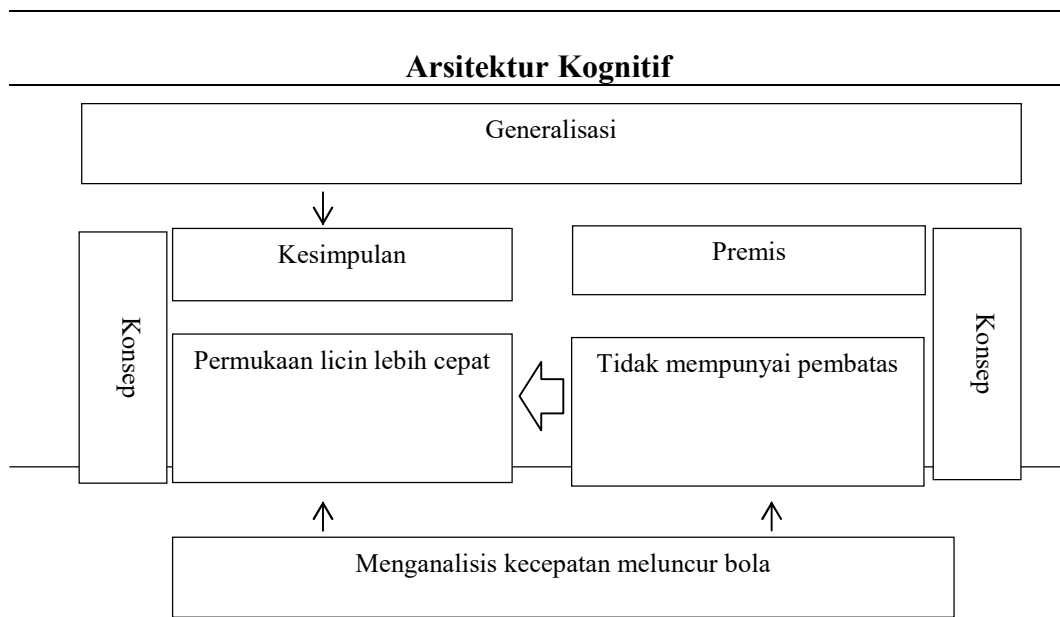 Arsitektur Kognitif
Generalisasi
Kesimpulan
Premis
Konsep
Permukaan licin lebih cepat
Tidak mempunyai pembatas
Konsep
Menganalisis kecepatan meluncur bola